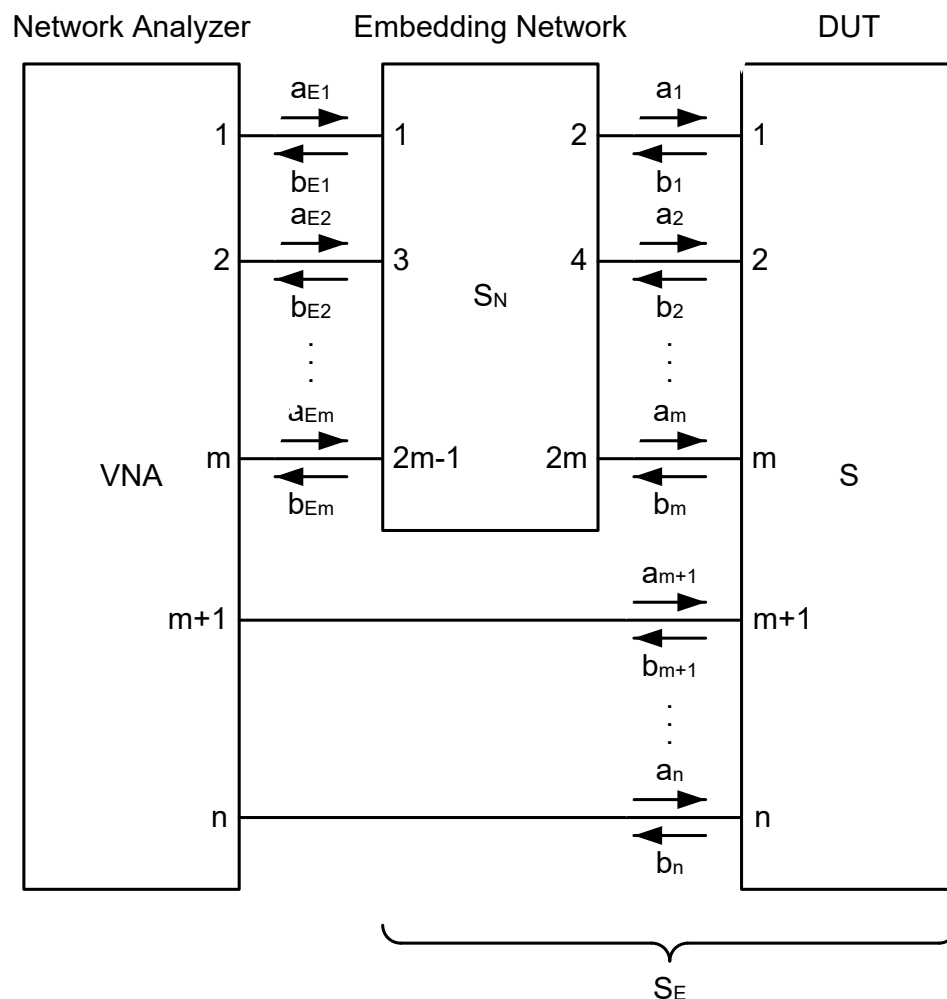 Network Analyzer Embedding Network DUT
aE1 a1
1 1 2 1
bE1 b1
aE2 a2
2 3 4 2
bE2 b2
SN
aEm am
m 2m-1 2m m
VNA S
bEm bm
am+1
m+1 m+1
bm+1
an
n n
bn
SE